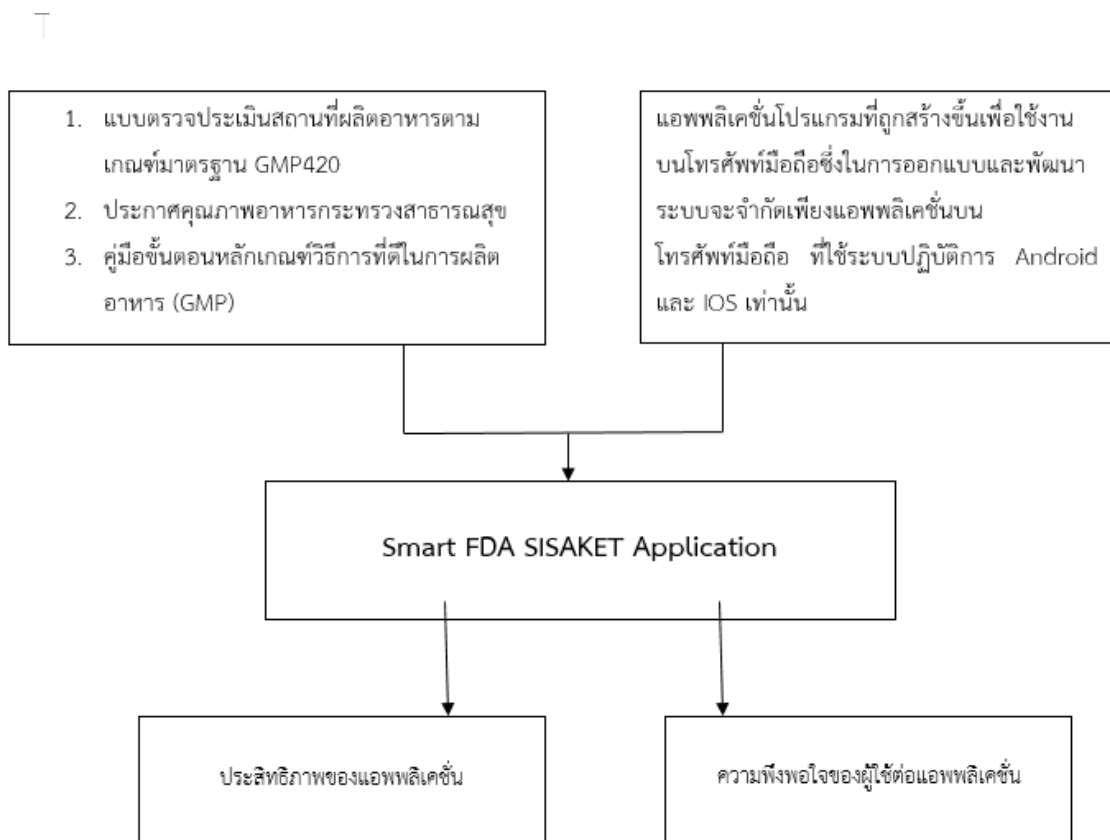 1. แบบตรวจประเมินสถานที่ผลิตอาหารตาม
เกณฑ์มาตรฐาน GMP420
2. ประกาศคุณภาพอาหารกระทรวงสาธารณสุข
3. คู่มือขั้นตอนหลักเกณฑ์วิธีการที่ดีในการผลิต
อาหาร (GMP)
แอพพลิเคชั่นโปรแกรมที่ถูกสร้างขึ้นเพื่อใช้งาน
บนโทรศัพท์มือถือซึ่งในการออกแบบและพัฒนา
ระบบจะจำกัดเพียงแอพพลิเคชั่นบน
โทรศัพท์มือถือ ที่ใช้ระบบปฏิบัติการ Android
และ IOS เท่านั้น
Smart FDA SISAKET Application
ประสิทธิภาพของแอพพลิเคชั่น
ความพึงพอใจของผู้ใช้ต่อแอพพลิเคชั่น